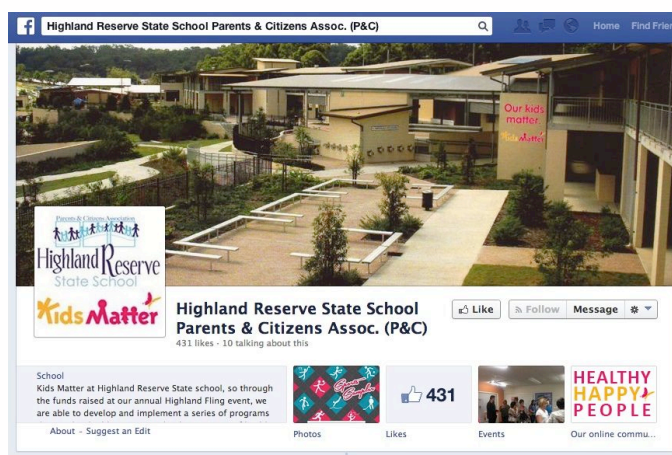 Highland Reserve State School Parents & Citizens Assoc. (P&C)
Home Find Frie
Our kids
matter.
KidsMatter
Parents & Citizens Association
Highland Reserve
State School
Kids Matter
Highland Reserve State School
Parents & Citizens Assoc. (P&C)
431 likes · 10 talking about this
Like
Follow
Message
School
Kids Matter at Highland Reserve State school, so through
the funds raised at our annual Highland Fling event, we
are able to develop and implement a series of programs
About - Suggest an Edit
431
HEALTHY
HAPPY
PEOPLE
Photos
Likes
Events
Our online commu...